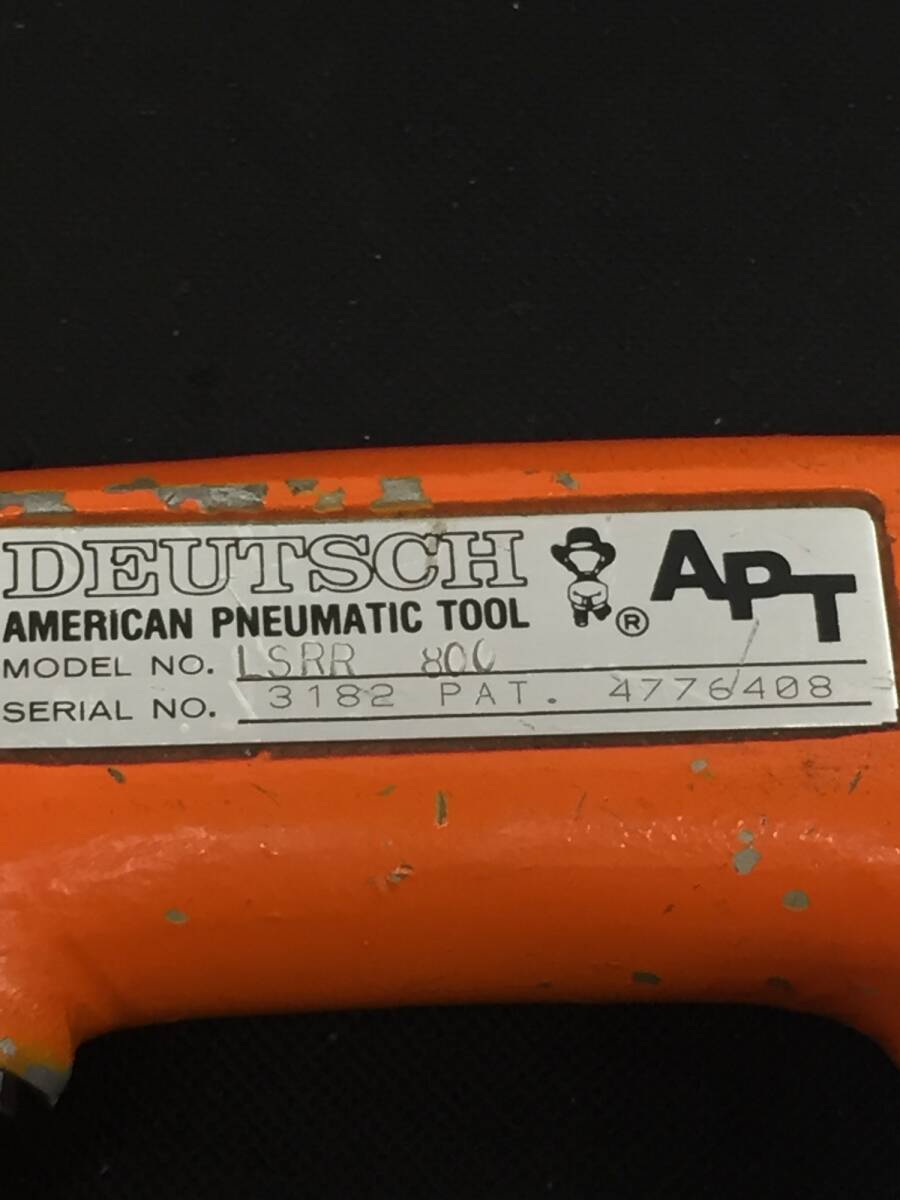 DEUTSCH
AMERICAN PNEUMATIC TOOL
® APT
MODEL NO. LSRR 800
SERIAL NO. 3182 PAT. 4776408